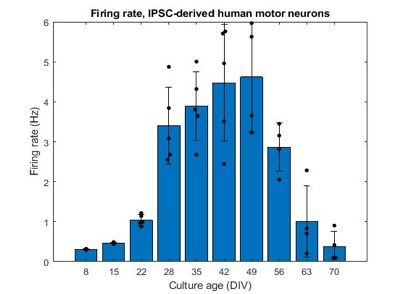 Firing rate, IPSC-derived human motor neurons
6
5
4
3
2
1
0
Firing rate (Hz)
8 15 22 28 35 42 49 56 63 70
Culture age (DIV)